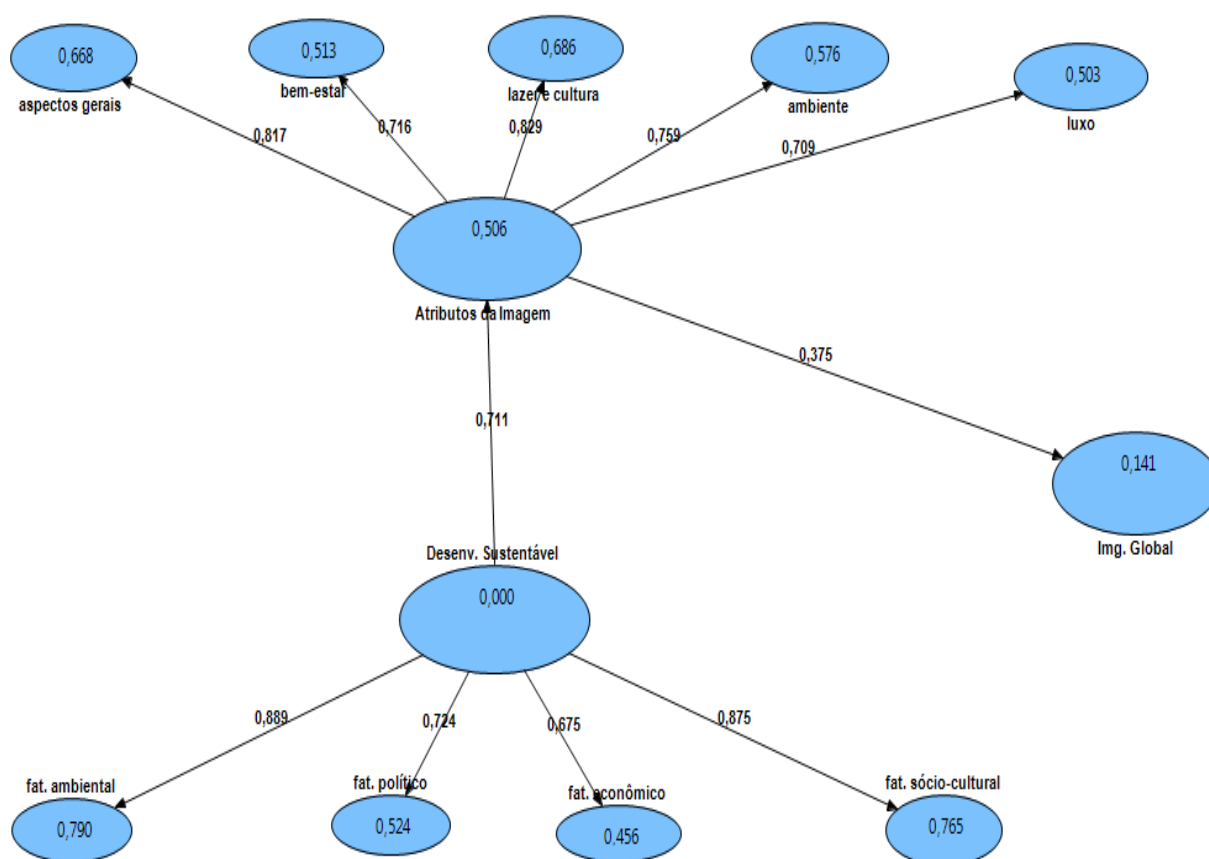 0,668
aspectos gerais
0,513
bem-estar
0,686
lazer e cultura
0,576
ambiente
0,503
luxo
0,817
0,716
0,829
0,759
0,709
0,506
Atributos da Imagem
0,375
0,711
0,141
Img. Global
Desenv. Sustentável
0,000
0,889
0,724
0,675
0,875
fat. ambiental
0,790
fat. político
0,524
fat. econômico
0,456
fat. sócio-cultural
0,765